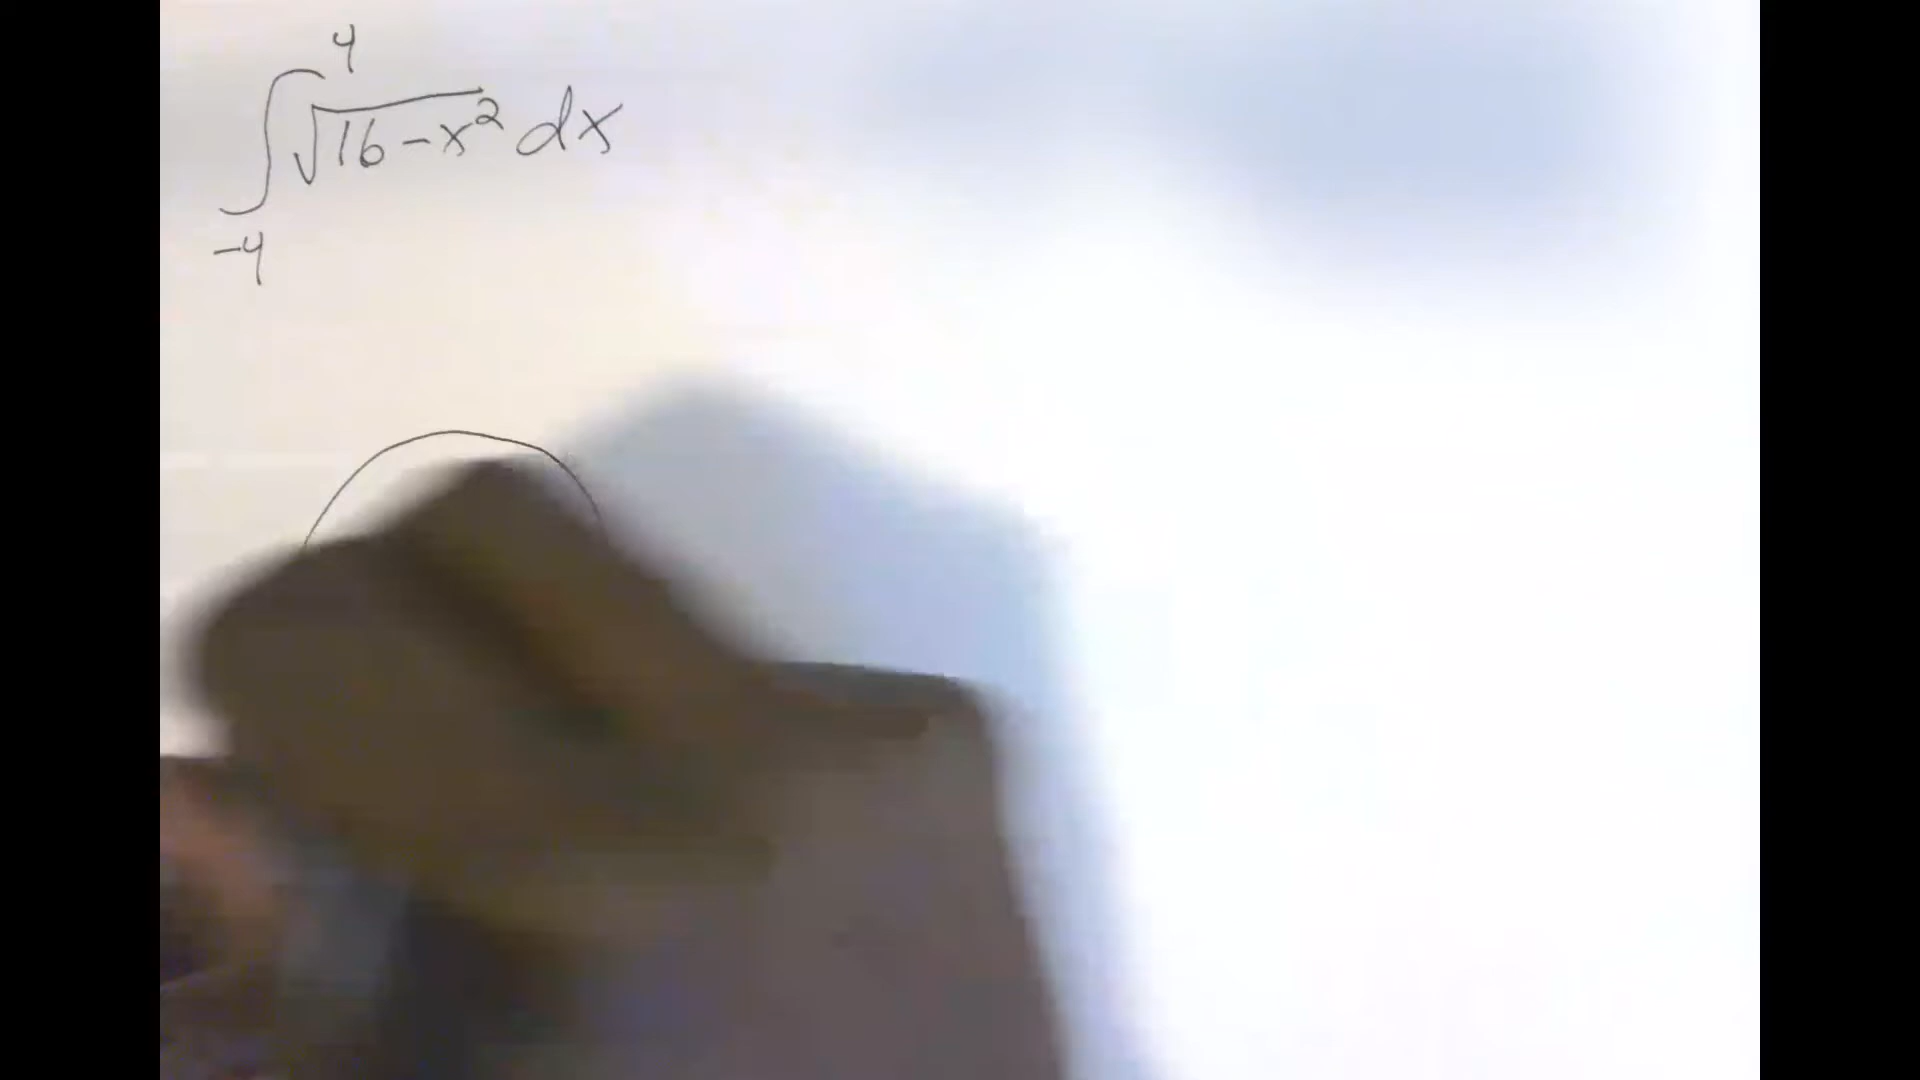 ∫_{-4}^{4} √(16-x²) dx